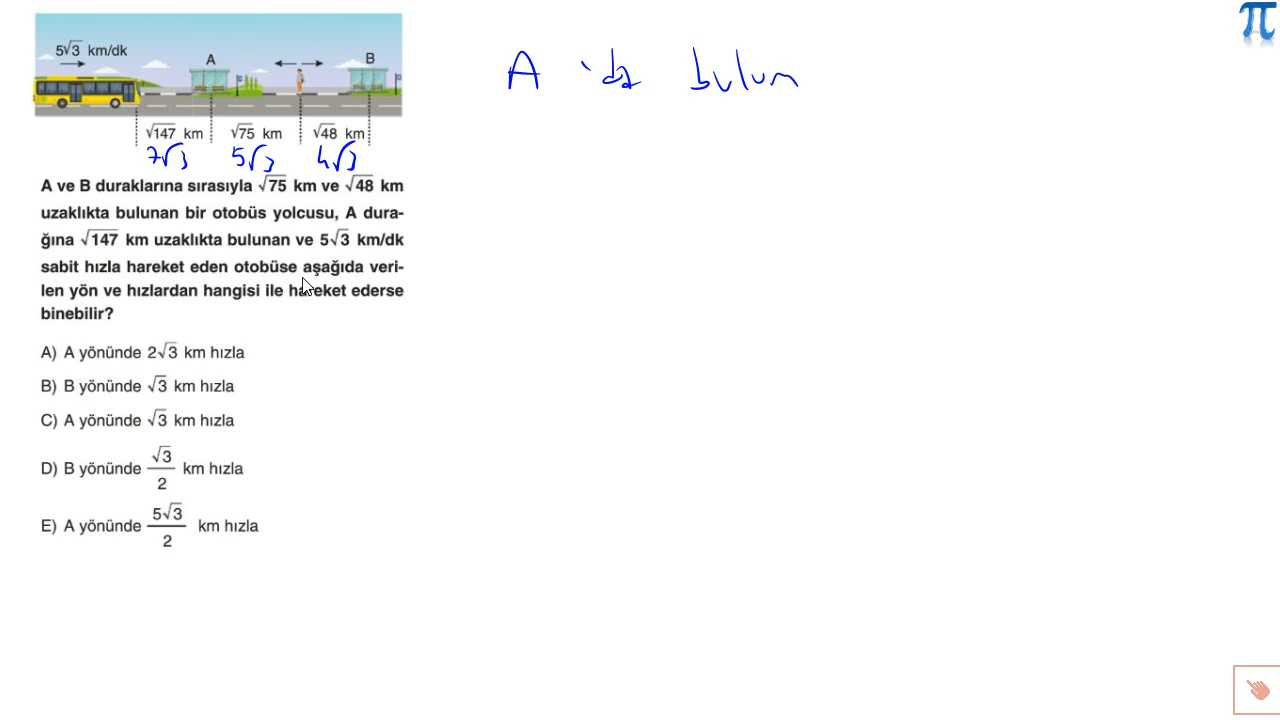 π
5√3 km/dk
A
B
A 'da bulun
√147 km
√75 km
√48 km
7√3
5√3
4√3
A ve B duraklarına sırasıyla √75 km ve √48 km
uzaklıkta bulunan bir otobüs yolcusu, A dura-
ğına √147 km uzaklıkta bulunan ve 5√3 km/dk
sabit hızla hareket eden otobüse aşağıda veri-
len yön ve hızlardan hangisi ile hareket ederse
binebilir?
A) A yönünde 2√3 km hızla
B) B yönünde √3 km hızla
C) A yönünde √3 km hızla
D) B yönünde √3/2 km hızla
E) A yönünde 5√3/2 km hızla